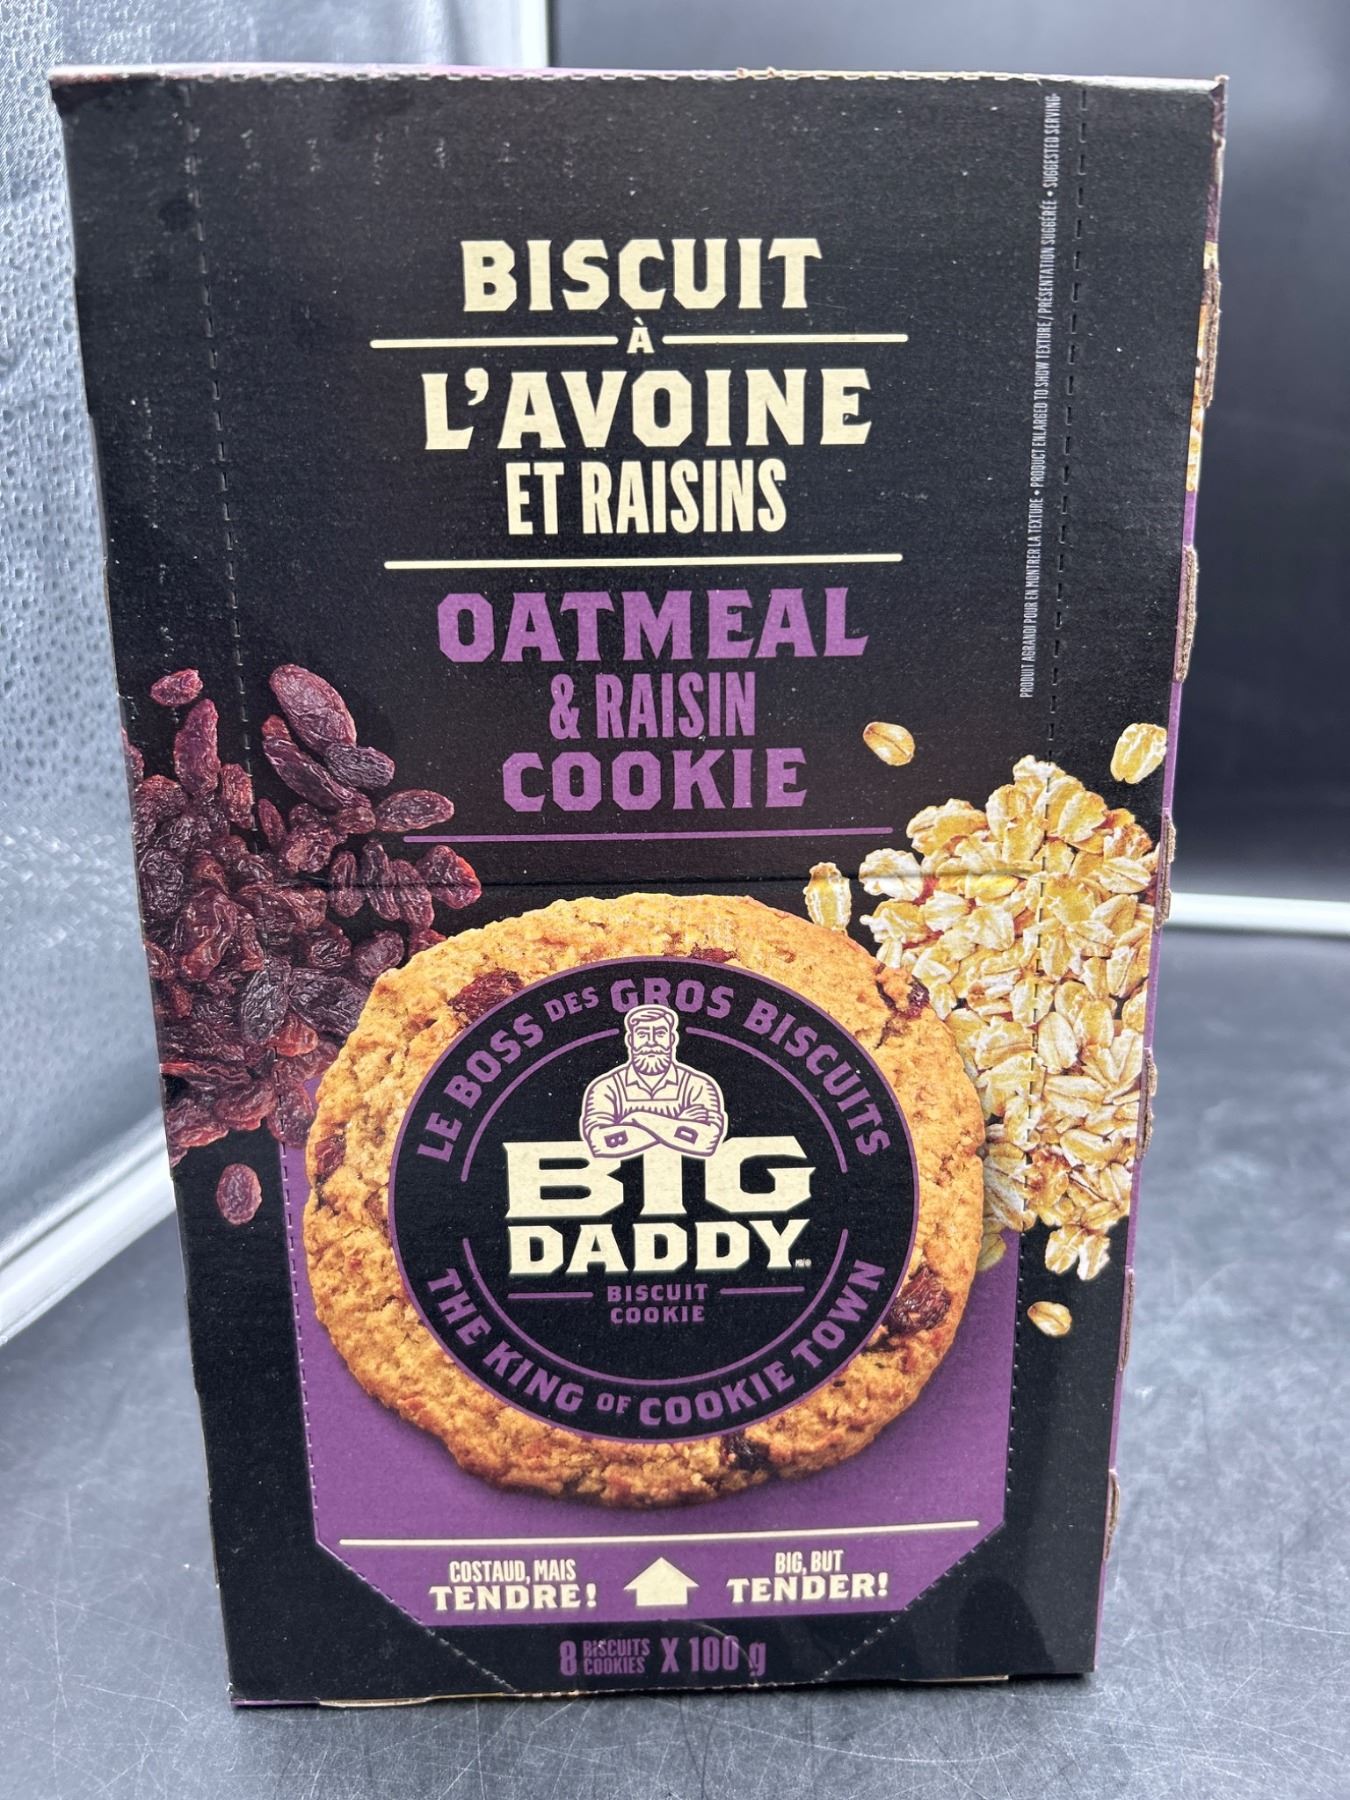 BISCUIT
À
L'AVOINE
ET RAISINS
OATMEAL
& RAISIN
COOKIE
PRODUIT AGRANDI POUR EN MONTRER LA TEXTURE • PRODUCT ENLARGED TO SHOW TEXTURE / PRÉSENTATION SUGGÉRÉE • SUGGESTED SERVING
LE BOSS DES GROS BISCUITS
B D
BIG
DADDY
BISCUIT
COOKIE
THE KING OF COOKIE TOWN
COSTAUD, MAIS
TENDRE!
BIG, BUT
TENDER!
8 BISCUITS COOKIES X 100 g